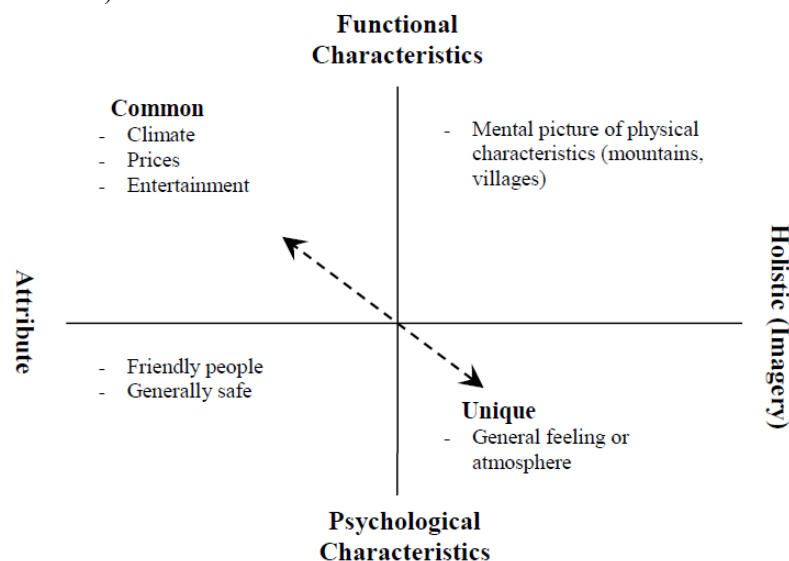 )
Functional
Characteristics
Common
- Climate
- Prices
- Entertainment
- Mental picture of physical
characteristics (mountains,
villages)
Attribute
Holistic (Imagery)
- Friendly people
- Generally safe
Unique
- General feeling or
atmosphere
Psychological
Characteristics